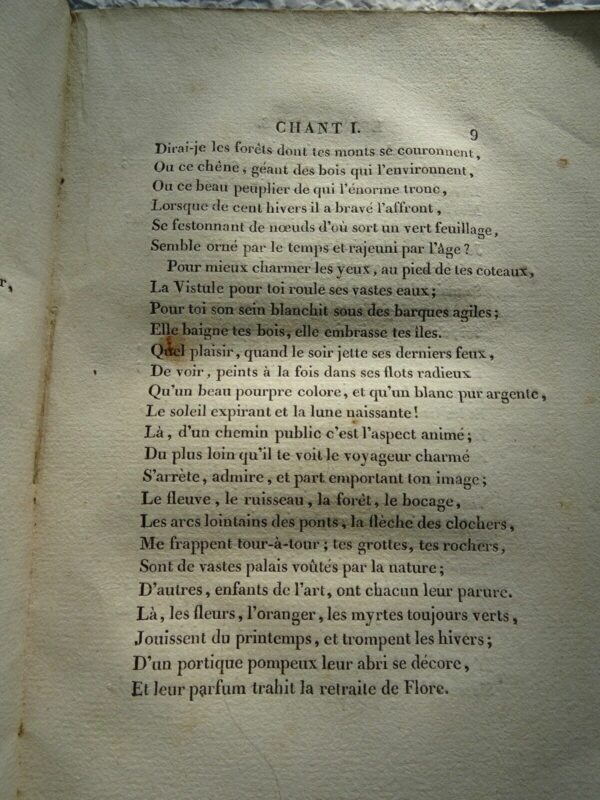 CHANT I. 9
Dirai-je les forêts dont tes monts se couronnent,
Ou ce chêne, géant des bois qui l'environnent,
Ou ce beau peuplier de qui l'énorme tronc,
Lorsque de cent hivers il a bravé l'affront,
Se festonnant de nœuds d'où sort un vert feuillage,
Semble orné par le temps et rajeuni par l'âge?
Pour mieux charmer les yeux, au pied de tes coteaux,
r,
La Vistule pour toi roule ses vastes eaux;
Pour toi son sein blanchit sous des barques agiles;
Elle baigne tes bois, elle embrasse tes îles.
Quel plaisir, quand le soir jette ses derniers feux,
De voir, peints à la fois dans ses flots radieux
Qu'un beau pourpre colore, et qu'un blanc pur argente,
Le soleil expirant et la lune naissante!
Là, d'un chemin public c'est l'aspect animé;
Du plus loin qu'il te voit le voyageur charmé
S'arrète, admire, et part emportant ton image;
Le fleuve, le ruisseau, la forêt, le bocage,
Les arcs lointains des ponts, la flèche des clochers,
Me frappent tour-à-tour; tes grottes, tes rochers,
Sont de vastes palais voûtés par la nature;
D'autres, enfants de l'art, ont chacun leur parure.
Là, les fleurs, l'oranger, les myrtes toujours verts,
Jouissent du printemps, et trompent les hivers;
D'un portique pompeux leur abri se décore,
Et leur parfum trahit la retraite de Flore.